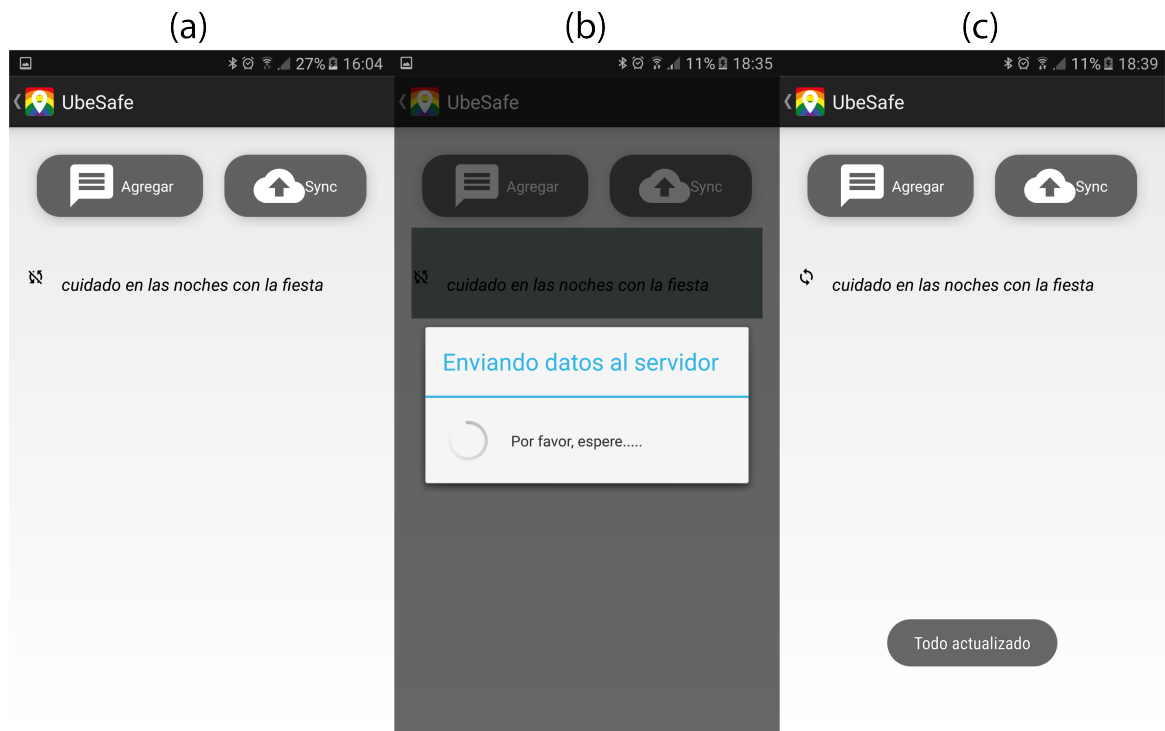 (a)
(b)
(c)
27% 16:04
UbeSafe
Agregar
Sync
cuidado en las noches con la fiesta
11% 18:35
UbeSafe
Agregar
Sync
cuidado en las noches con la fiesta
Enviando datos al servidor
Por favor, espere.....
11% 18:39
UbeSafe
Agregar
Sync
cuidado en las noches con la fiesta
Todo actualizado